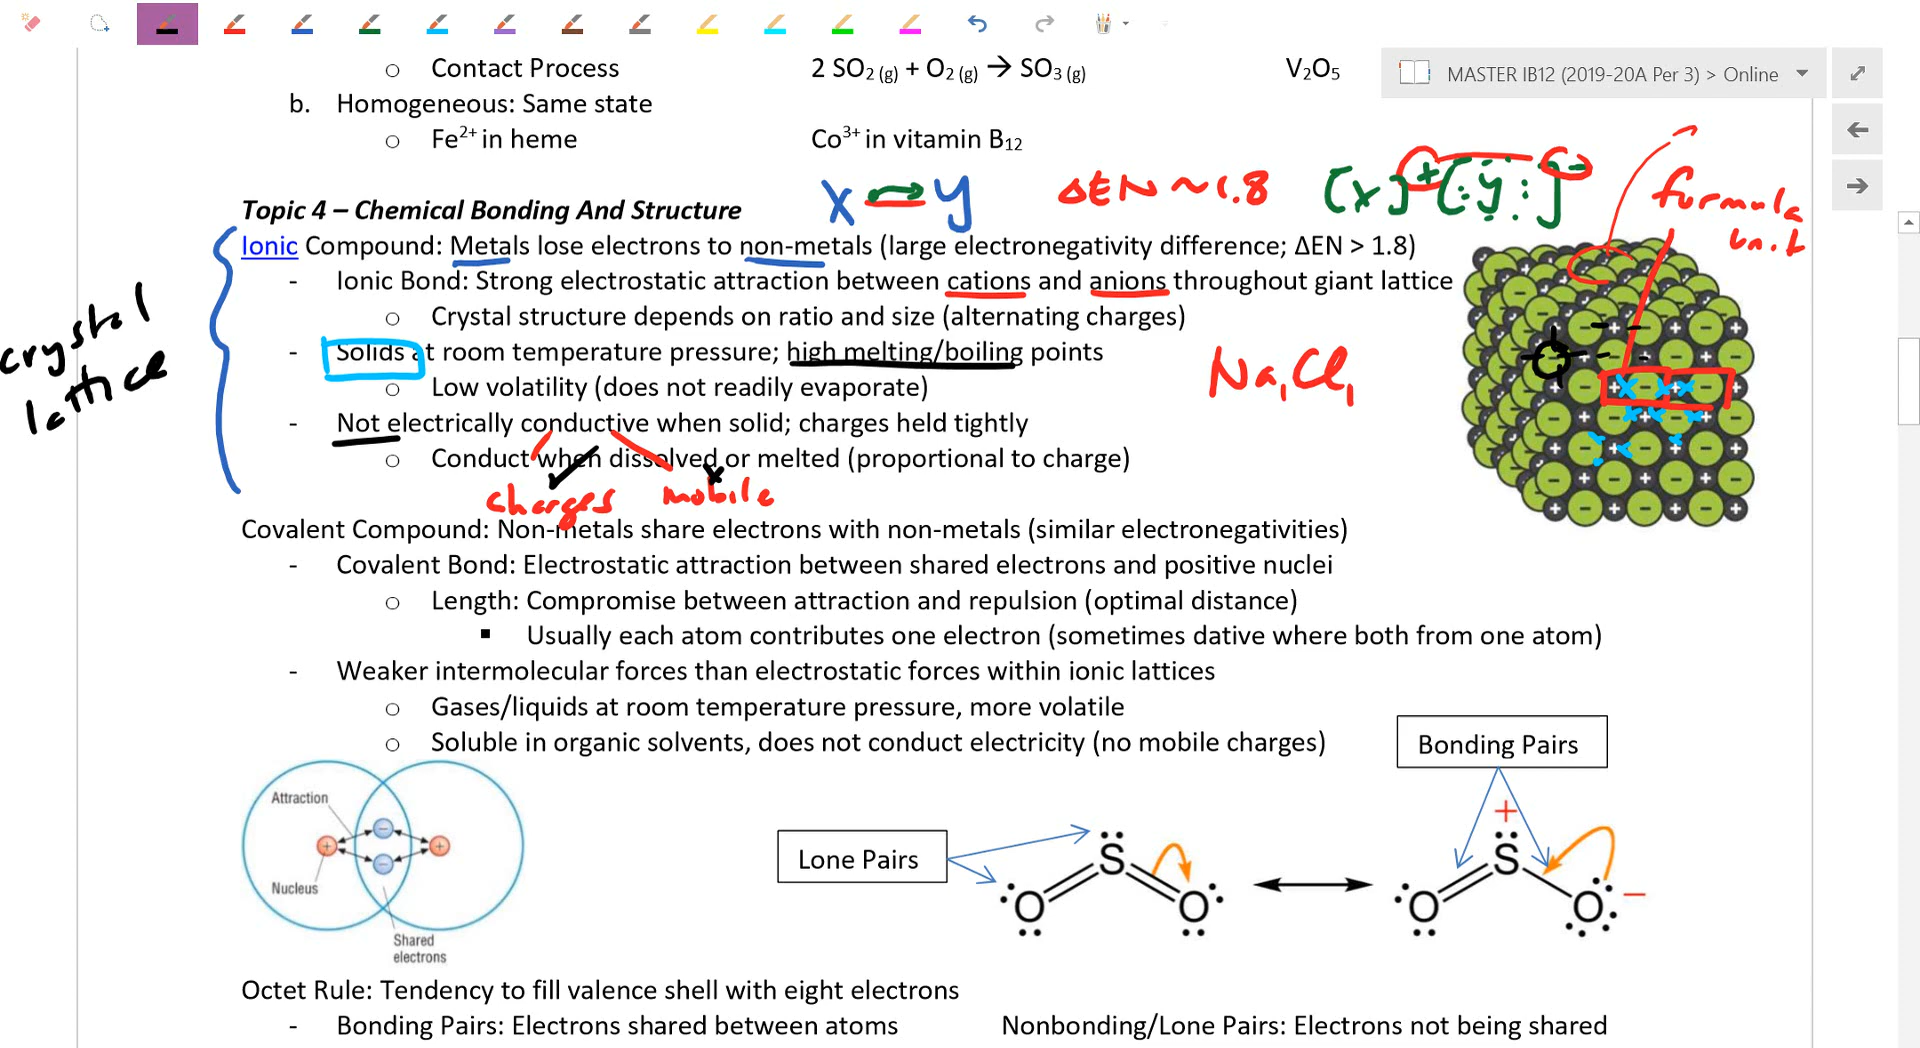 ○ Contact Process 2 SO₂ (g) + O₂ (g) → SO₃ (g) V₂O₅
MASTER IB12 (2019-20A Per 3) > Online
b. Homogeneous: Same state
○ Fe²⁺ in heme Co³⁺ in vitamin B₁₂
x y ΔEN ~1.8 [x]⁺[:ÿ:]⁻ formula unit
Topic 4 – Chemical Bonding And Structure
Ionic Compound: Metals lose electrons to non-metals (large electronegativity difference; ΔEN > 1.8)
- Ionic Bond: Strong electrostatic attraction between cations and anions throughout giant lattice
○ Crystal structure depends on ratio and size (alternating charges)
crystal lattice
- Solids at room temperature pressure; high melting/boiling points
Na₁Cl₁
○ Low volatility (does not readily evaporate)
- Not electrically conductive when solid; charges held tightly
○ Conduct when dissolved or melted (proportional to charge)
charges mobile
Covalent Compound: Non-metals share electrons with non-metals (similar electronegativities)
- Covalent Bond: Electrostatic attraction between shared electrons and positive nuclei
○ Length: Compromise between attraction and repulsion (optimal distance)
▪ Usually each atom contributes one electron (sometimes dative where both from one atom)
- Weaker intermolecular forces than electrostatic forces within ionic lattices
○ Gases/liquids at room temperature pressure, more volatile
○ Soluble in organic solvents, does not conduct electricity (no mobile charges)
Bonding Pairs
Attraction
Nucleus
Shared
electrons
Lone Pairs
S O O
+ S O O −
Octet Rule: Tendency to fill valence shell with eight electrons
- Bonding Pairs: Electrons shared between atoms Nonbonding/Lone Pairs: Electrons not being shared